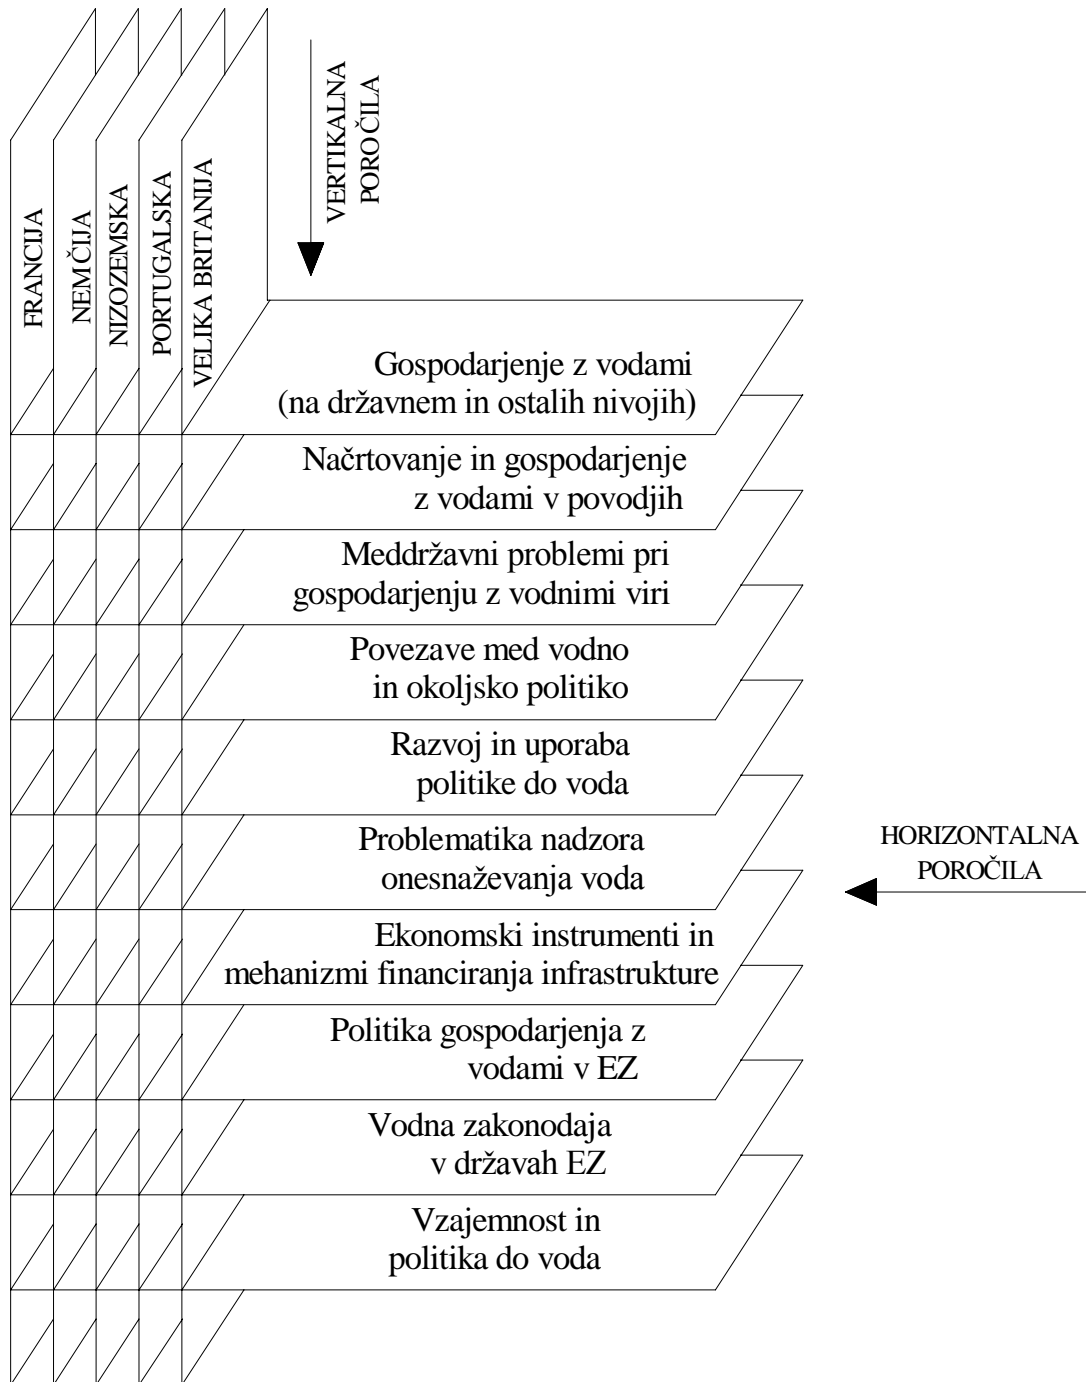 FRANCIJA
NEMČIJA
NIZOZEMSKA
PORTUGALSKA
VELIKA BRITANIJA
VERTIKALNA
POROČILA
Gospodarjenje z vodami
(na državnem in ostalih nivojih)
Načrtovanje in gospodarjenje
z vodami v povodjih
Meddržavni problemi pri
gospodarjenju z vodnimi viri
Povezave med vodno
in okoljsko politiko
Razvoj in uporaba
politike do voda
Problematika nadzora
onesnaževanja voda
HORIZONTALNA
POROČILA
Ekonomski instrumenti in
mehanizmi financiranja infrastrukture
Politika gospodarjenja z
vodami v EZ
Vodna zakonodaja
v državah EZ
Vzajemnost in
politika do voda